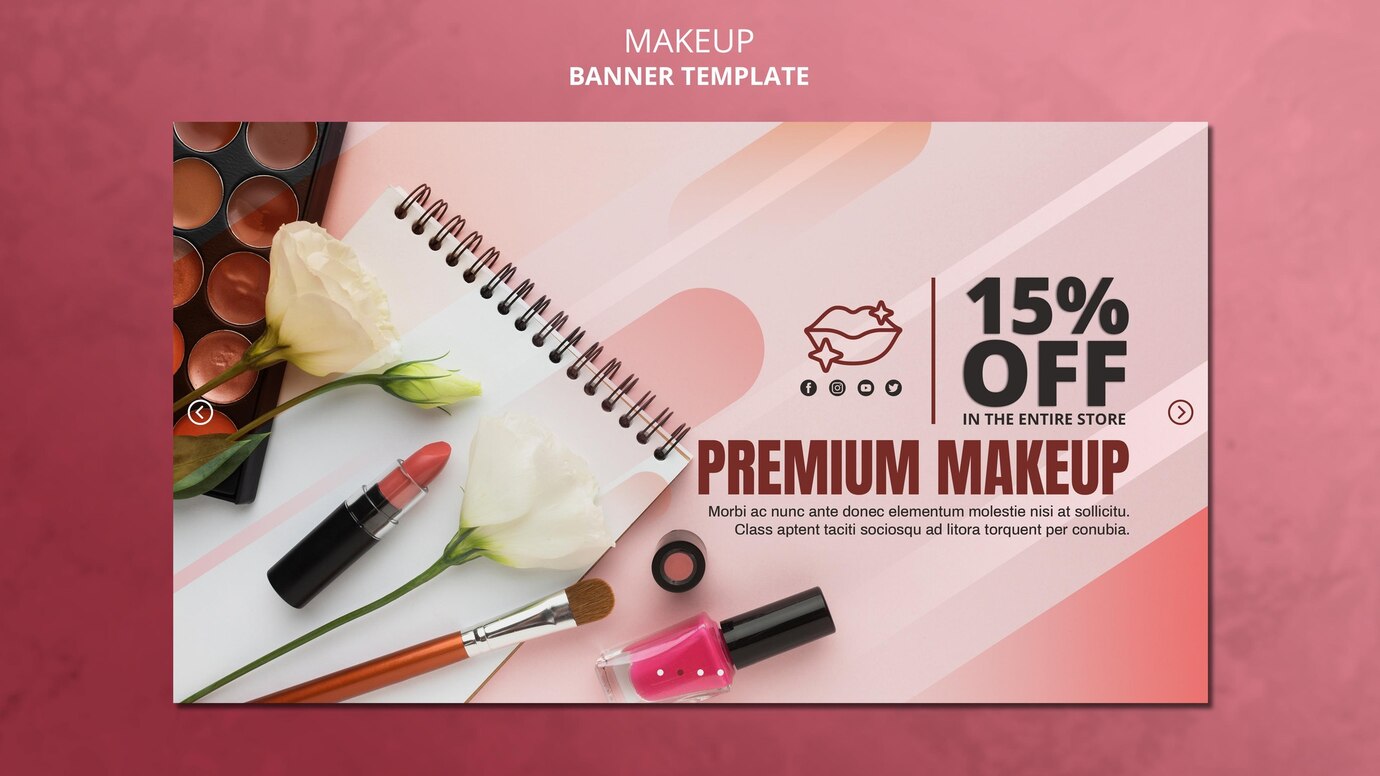 MAKEUP
BANNER TEMPLATE
15%
OFF
IN THE ENTIRE STORE
PREMIUM MAKEUP
Morbi ac nunc ante donec elementum molestie nisi at sollicitu.
Class aptent taciti sociosqu ad litora torquent per conubia.